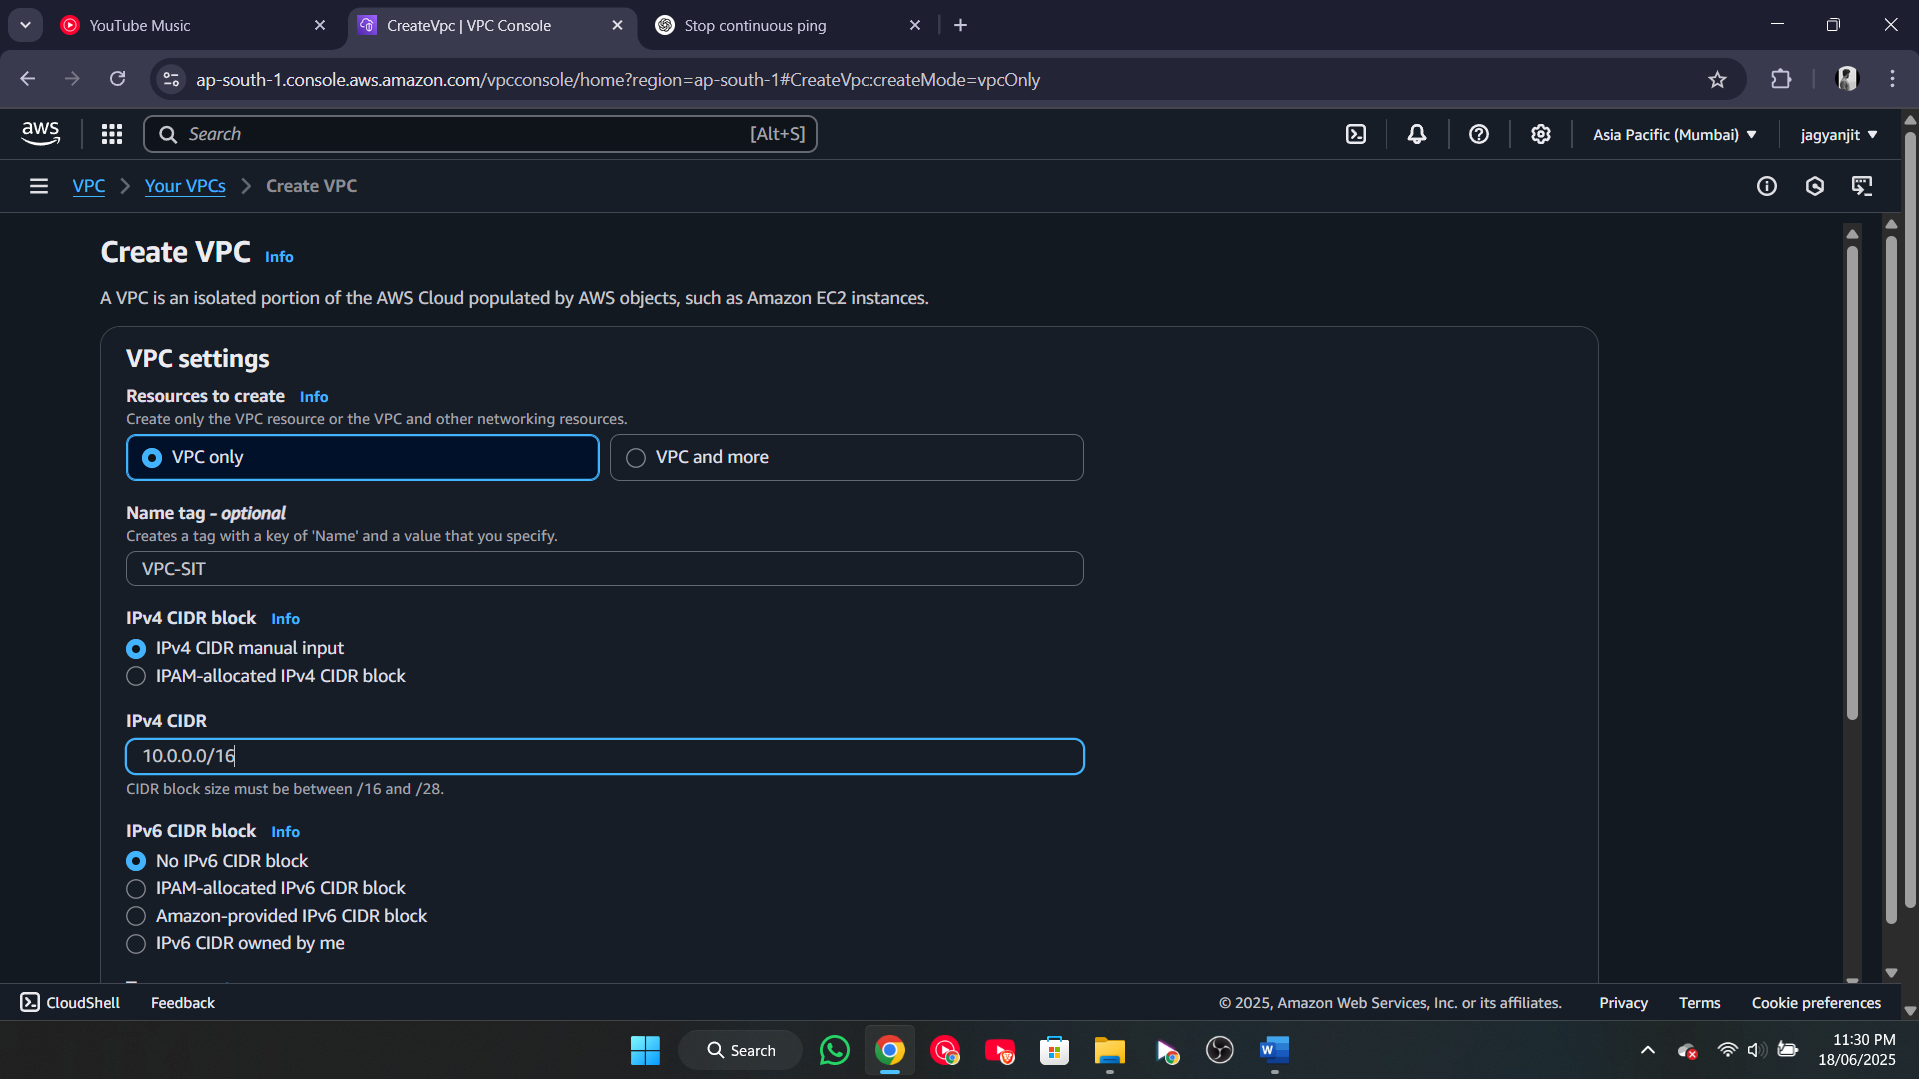 YouTube Music
CreateVpc | VPC Console
Stop continuous ping
ap-south-1.console.aws.amazon.com/vpcconsole/home?region=ap-south-1#CreateVpc:createMode=vpcOnly
aws
Search
[Alt+S]
Asia Pacific (Mumbai)
jagyanjit
VPC
Your VPCs
Create VPC
Create VPC Info
A VPC is an isolated portion of the AWS Cloud populated by AWS objects, such as Amazon EC2 instances.
VPC settings
Resources to create Info
Create only the VPC resource or the VPC and other networking resources.
VPC only
VPC and more
Name tag - optional
Creates a tag with a key of 'Name' and a value that you specify.
VPC-SIT
IPv4 CIDR block Info
IPv4 CIDR manual input
IPAM-allocated IPv4 CIDR block
IPv4 CIDR
10.0.0.0/16
CIDR block size must be between /16 and /28.
IPv6 CIDR block Info
No IPv6 CIDR block
IPAM-allocated IPv6 CIDR block
Amazon-provided IPv6 CIDR block
IPv6 CIDR owned by me
CloudShell
Feedback
© 2025, Amazon Web Services, Inc. or its affiliates.
Privacy
Terms
Cookie preferences
Search
W
11:30 PM
18/06/2025